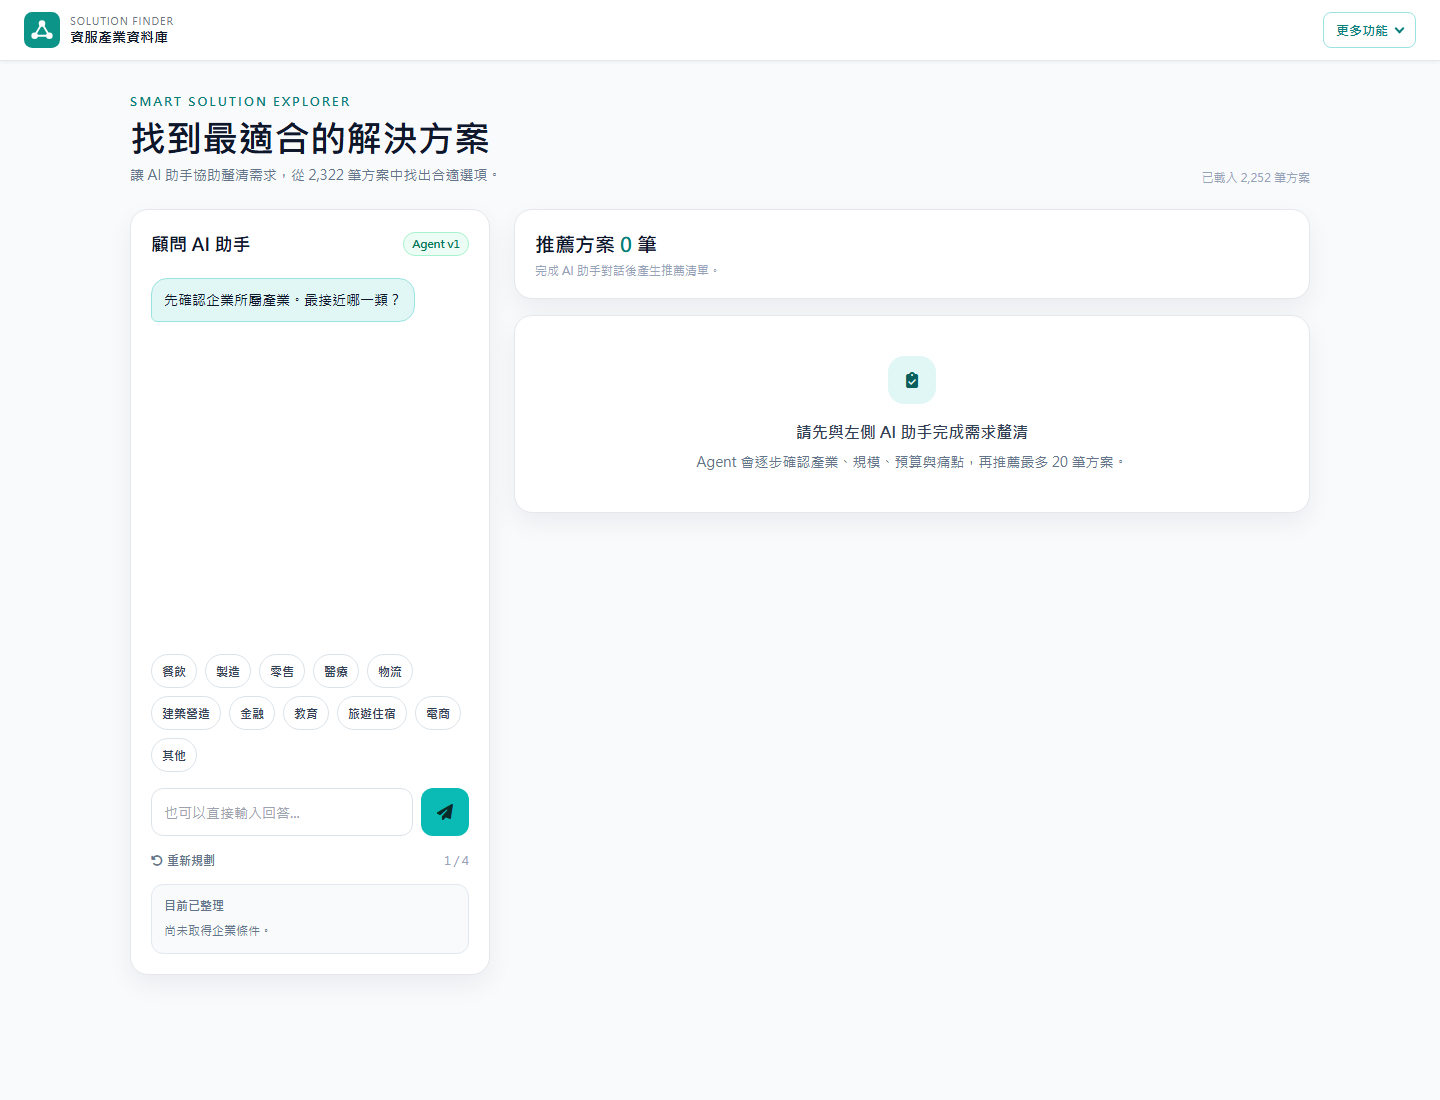 SOLUTION FINDER
資服產業資料庫
更多功能
SMART SOLUTION EXPLORER
找到最適合的解決方案
讓 AI 助手協助釐清需求，從 2,322 筆方案中找出合適選項。
已載入 2,252 筆方案
顧問 AI 助手
Agent v1
先確認企業所屬產業。最接近哪一類？
餐飲
製造
零售
醫療
物流
建築營造
金融
教育
旅遊住宿
電商
其他
也可以直接輸入回答...
重新規劃
1 / 4
目前已整理
尚未取得企業條件。
推薦方案 0 筆
完成 AI 助手對話後產生推薦清單。
請先與左側 AI 助手完成需求釐清
Agent 會逐步確認產業、規模、預算與痛點，再推薦最多 20 筆方案。